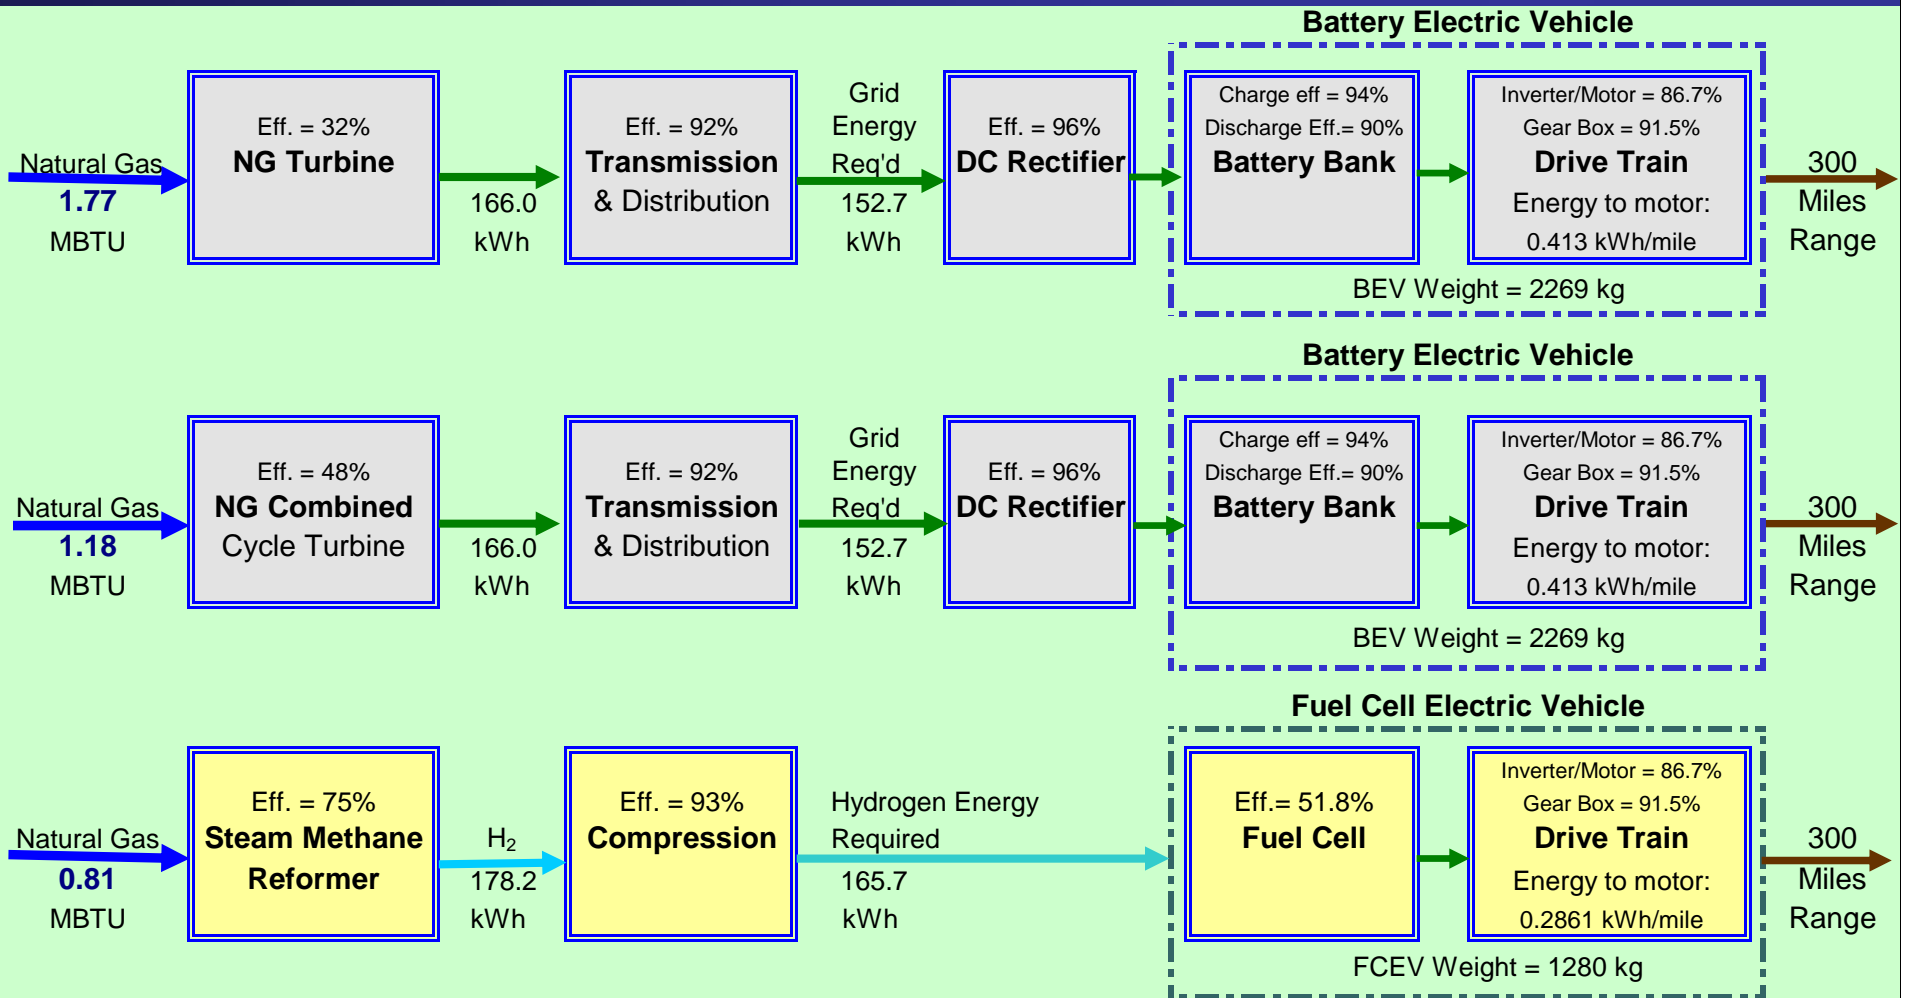 Battery Electric Vehicle
Natural Gas
1.77
MBTU
Eff. = 32%
NG Turbine
166.0
kWh
Eff. = 92%
Transmission
& Distribution
Grid
Energy
Req'd
152.7
kWh
Eff. = 96%
DC Rectifier
Charge eff = 94%
Discharge Eff.= 90%
Battery Bank
Inverter/Motor = 86.7%
Gear Box = 91.5%
Drive Train
Energy to motor:
0.413 kWh/mile
BEV Weight = 2269 kg
300
Miles
Range
Battery Electric Vehicle
Natural Gas
1.18
MBTU
Eff. = 48%
NG Combined
Cycle Turbine
166.0
kWh
Eff. = 92%
Transmission
& Distribution
Grid
Energy
Req'd
152.7
kWh
Eff. = 96%
DC Rectifier
Charge eff = 94%
Discharge Eff.= 90%
Battery Bank
Inverter/Motor = 86.7%
Gear Box = 91.5%
Drive Train
Energy to motor:
0.413 kWh/mile
BEV Weight = 2269 kg
300
Miles
Range
Fuel Cell Electric Vehicle
Natural Gas
0.81
MBTU
Eff. = 75%
Steam Methane
Reformer
H₂
178.2
kWh
Eff. = 93%
Compression
Hydrogen Energy
Required
165.7
kWh
Eff.= 51.8%
Fuel Cell
Inverter/Motor = 86.7%
Gear Box = 91.5%
Drive Train
Energy to motor:
0.2861 kWh/mile
FCEV Weight = 1280 kg
300
Miles
Range